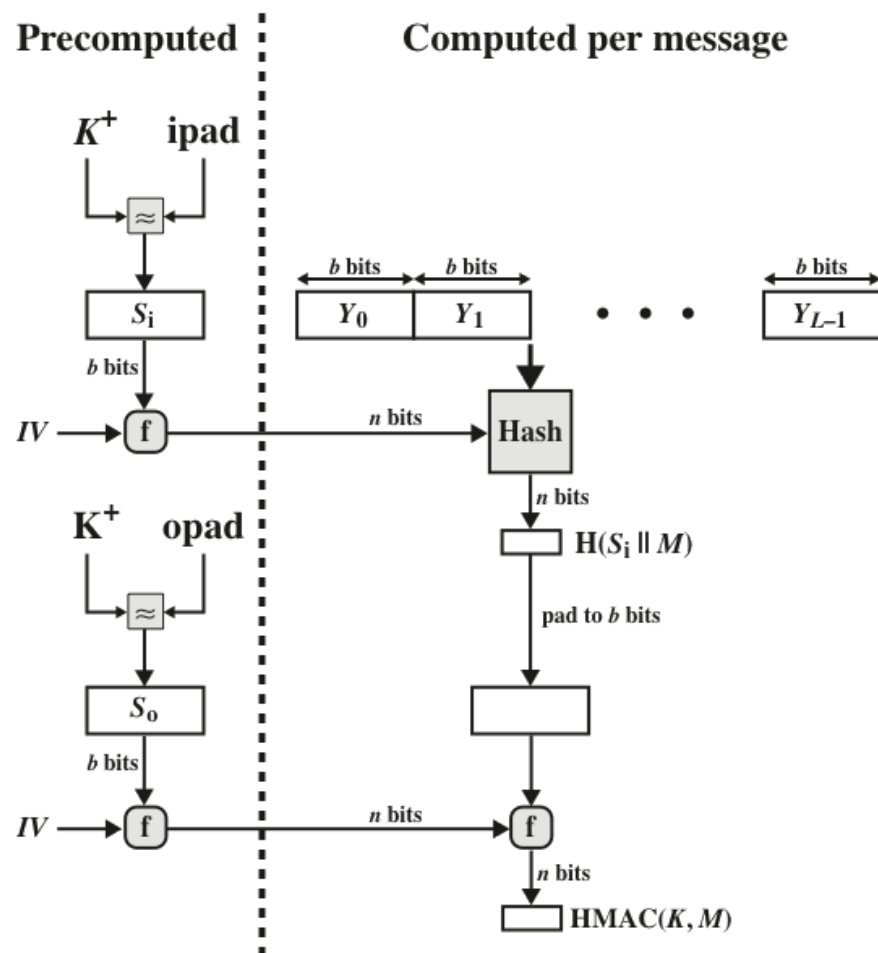 Precomputed
Computed per message
K+ ipad
≈
b bits b bits b bits
Si
Y0 Y1 • • • YL–1
b bits
IV f n bits Hash
n bits
K+ opad
H(Si || M)
≈
pad to b bits
So
b bits
IV f n bits f
n bits
HMAC(K, M)